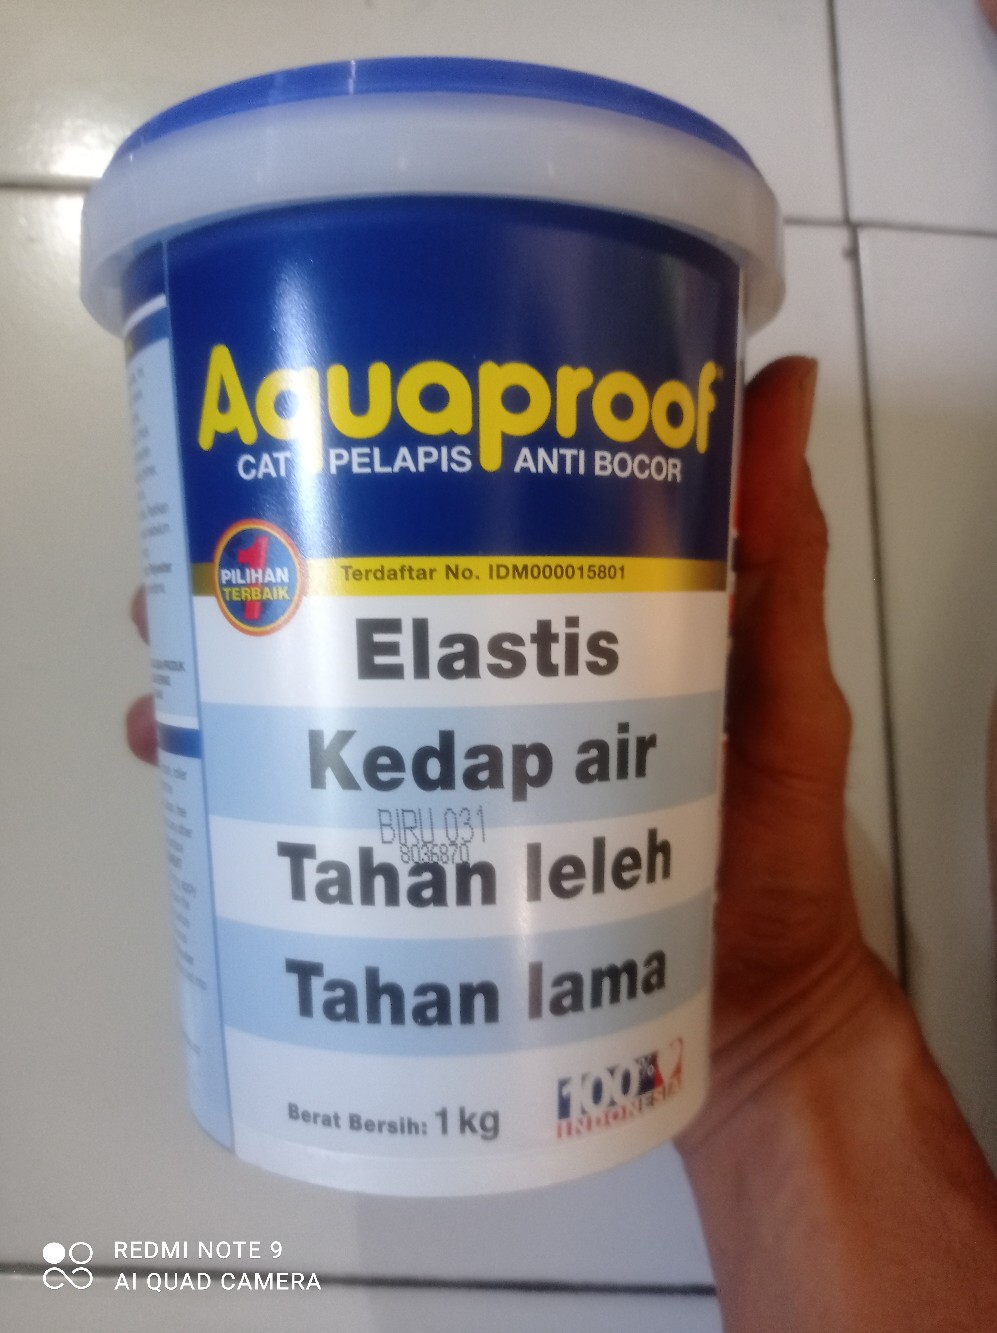 Aquaproof
CAT PELAPIS ANTI BOCOR
1
PILIHAN
TERBAIK
Terdaftar No. IDM000015801
Elastis
Kedap air
BIRU 031
8036870
Tahan leleh
Tahan lama
Berat Bersih: 1 kg
100%
INDONESIA
REDMI NOTE 9
AI QUAD CAMERA